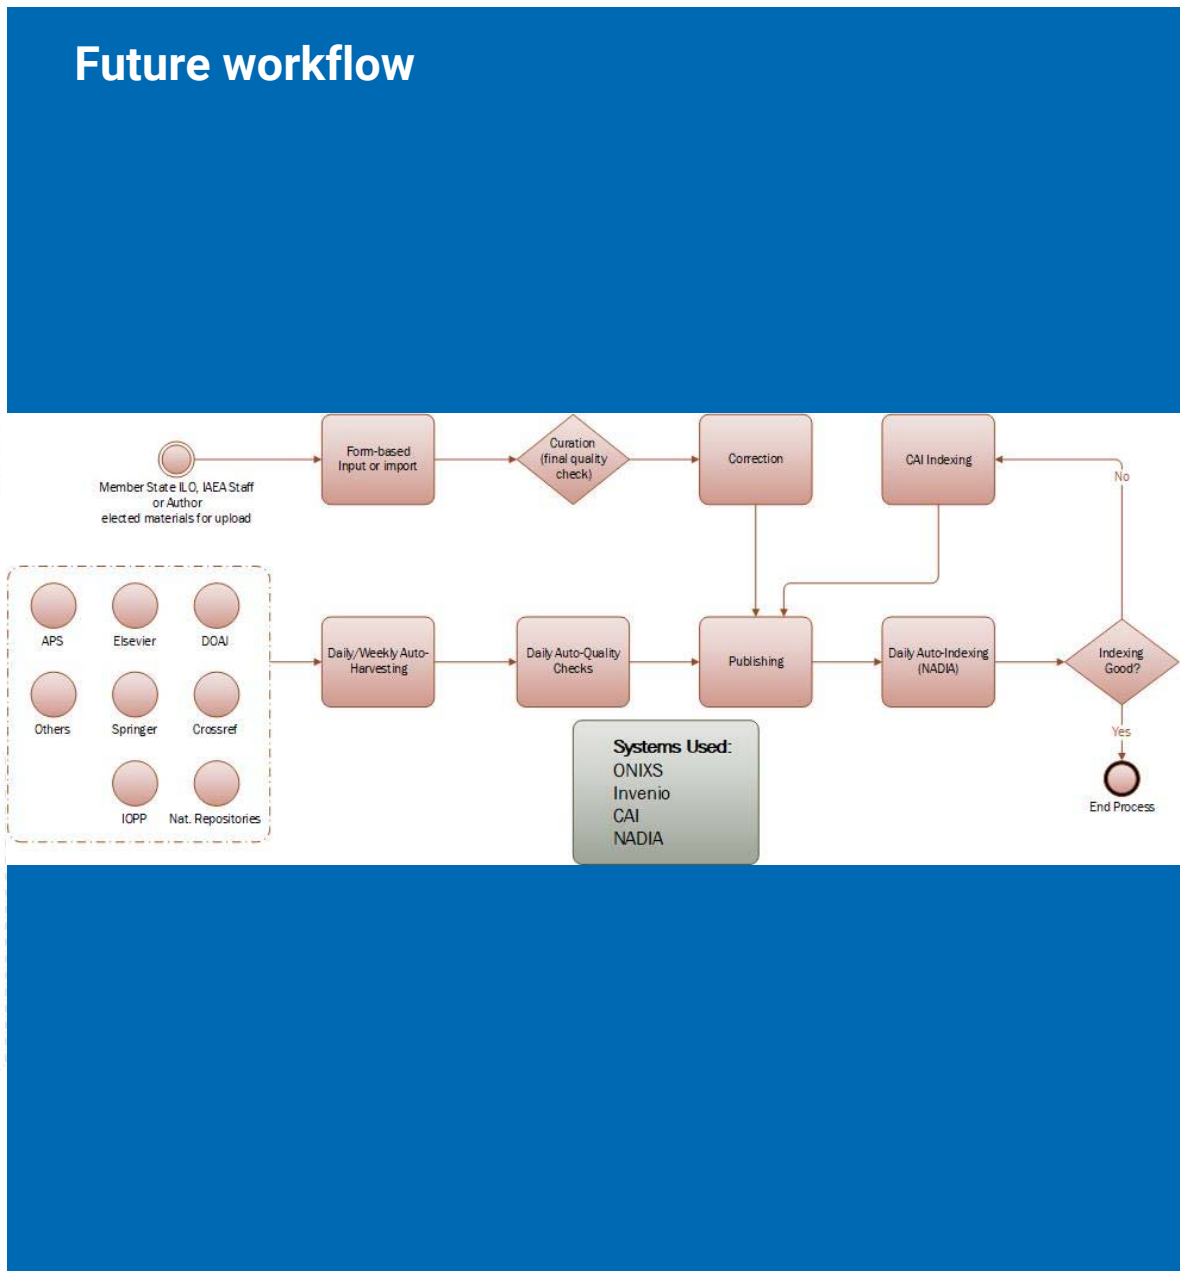 Future workflow
Form-based
Input or import
Curation
(final quality
check)
Correction
CAI Indexing
No
Member State ILO, IAEA Staff
or Author
elected materials for upload
APS
Elsevier
DOAJ
Others
Springer
Crossref
IOPP
Nat. Repositories
Daily/Weekly Auto-
Harvesting
Daily Auto-Quality
Checks
Publishing
Daily Auto-Indexing
(NADIA)
Indexing
Good?
Yes
End Process
Systems Used:
ONIXS
Invenio
CAI
NADIA